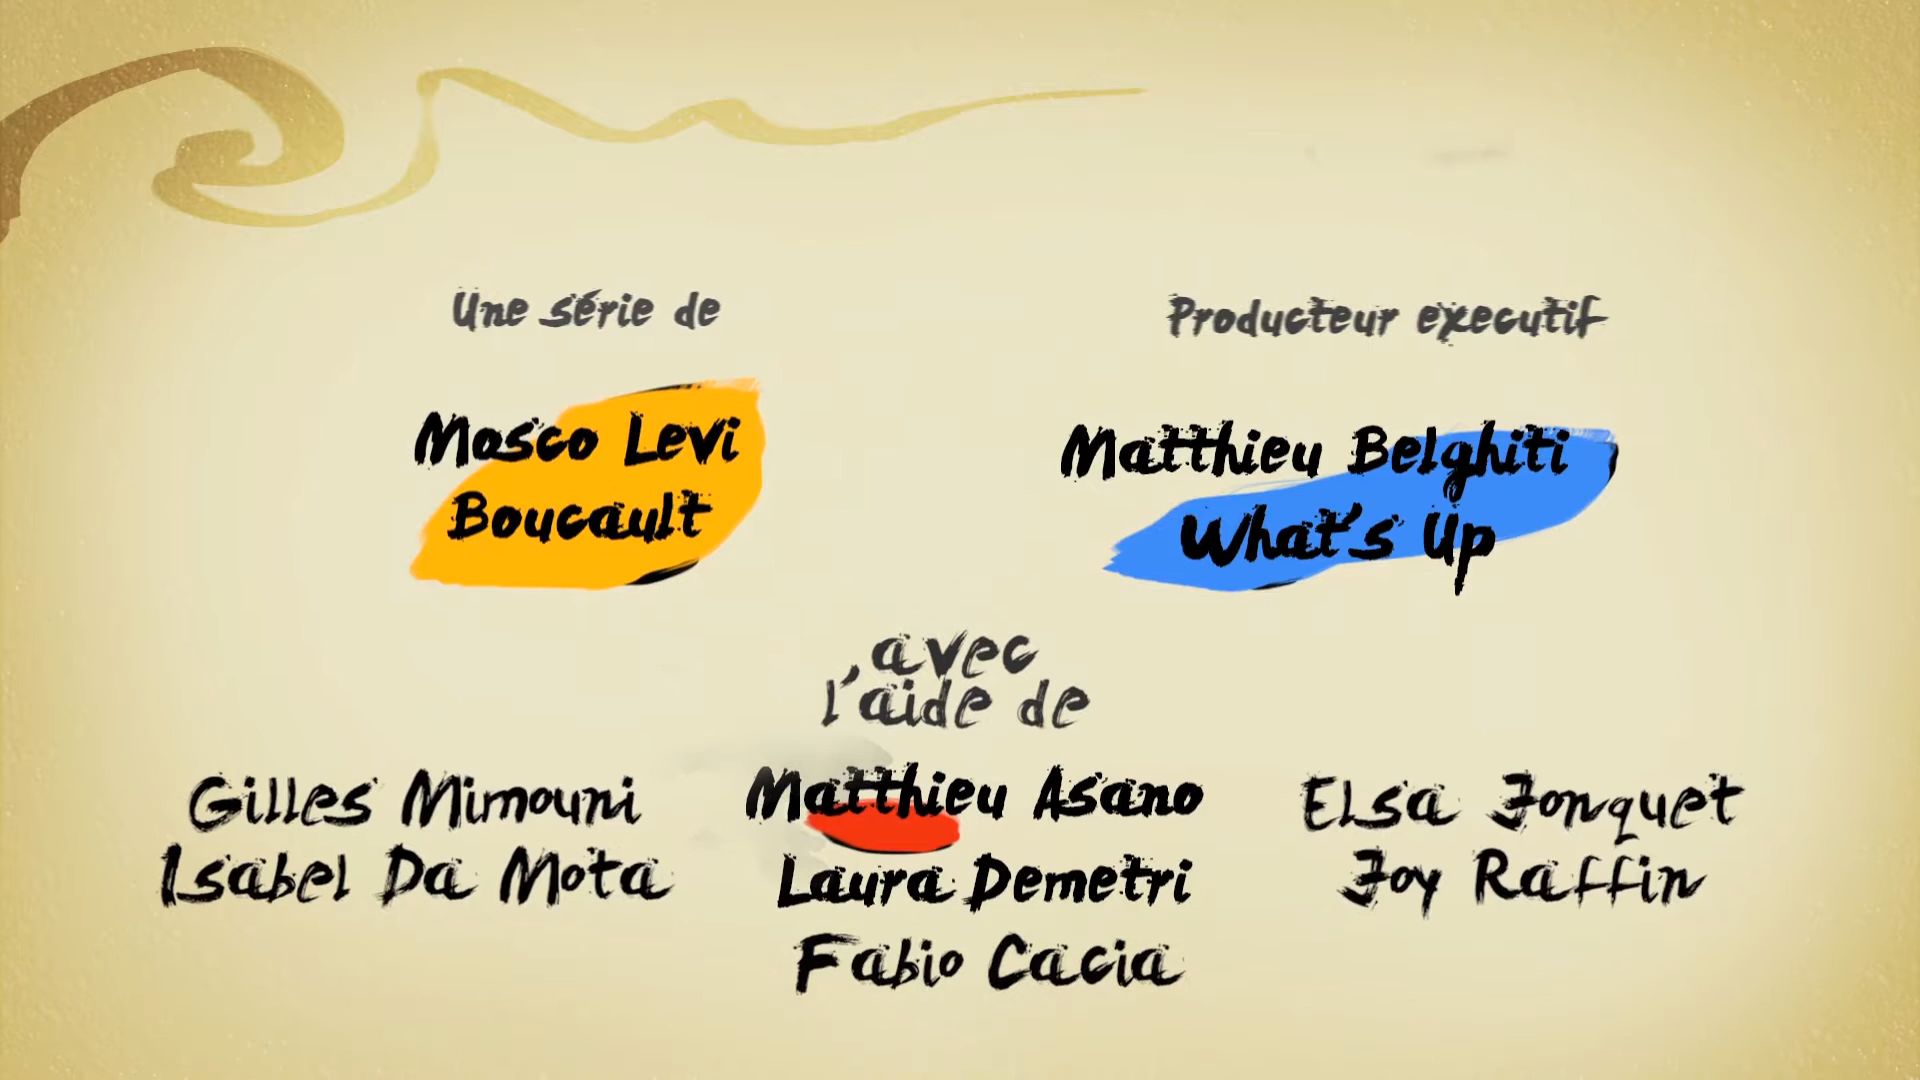 Une série de
Mosco Levi
Boucault
Producteur executif
Matthieu Belghiti
What's Up
avec
l'aide de
Gilles Mimouni
Isabel Da Mota
Matthieu Asano
Laura Demetri
Fabio Cacia
Elsa Jonquet
Joy Raffin